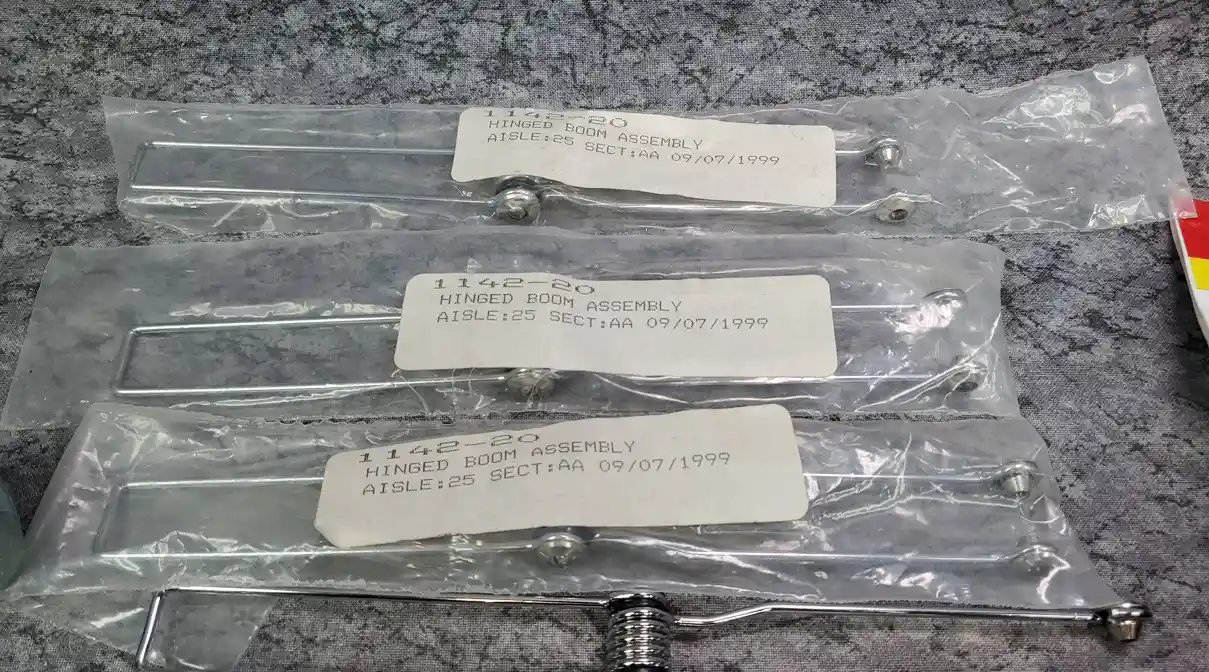 1142-20
HINGED BOOM ASSEMBLY
AISLE:25 SECT:AA 09/07/1999
1142-20
HINGED BOOM ASSEMBLY
AISLE:25 SECT:AA 09/07/1999
1142-20
HINGED BOOM ASSEMBLY
AISLE:25 SECT:AA 09/07/1999